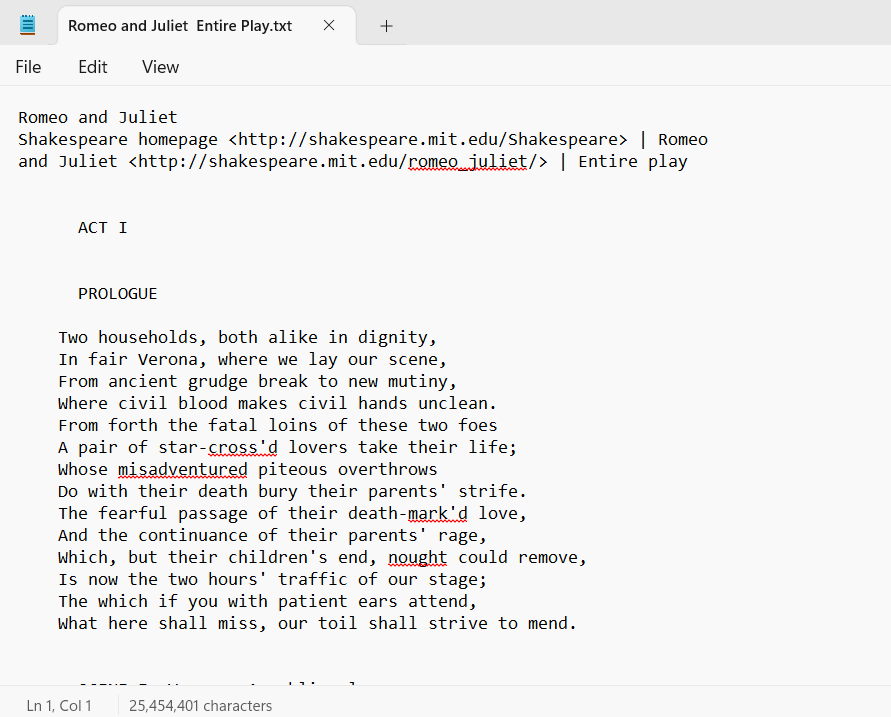 Romeo and Juliet  Entire Play.txt
File Edit View
Romeo and Juliet
Shakespeare homepage <http://shakespeare.mit.edu/Shakespeare> | Romeo
and Juliet <http://shakespeare.mit.edu/romeo_juliet/> | Entire play
ACT I
PROLOGUE
Two households, both alike in dignity,
In fair Verona, where we lay our scene,
From ancient grudge break to new mutiny,
Where civil blood makes civil hands unclean.
From forth the fatal loins of these two foes
A pair of star-cross'd lovers take their life;
Whose misadventured piteous overthrows
Do with their death bury their parents' strife.
The fearful passage of their death-mark'd love,
And the continuance of their parents' rage,
Which, but their children's end, nought could remove,
Is now the two hours' traffic of our stage;
The which if you with patient ears attend,
What here shall miss, our toil shall strive to mend.
Ln 1, Col 1 25,454,401 characters